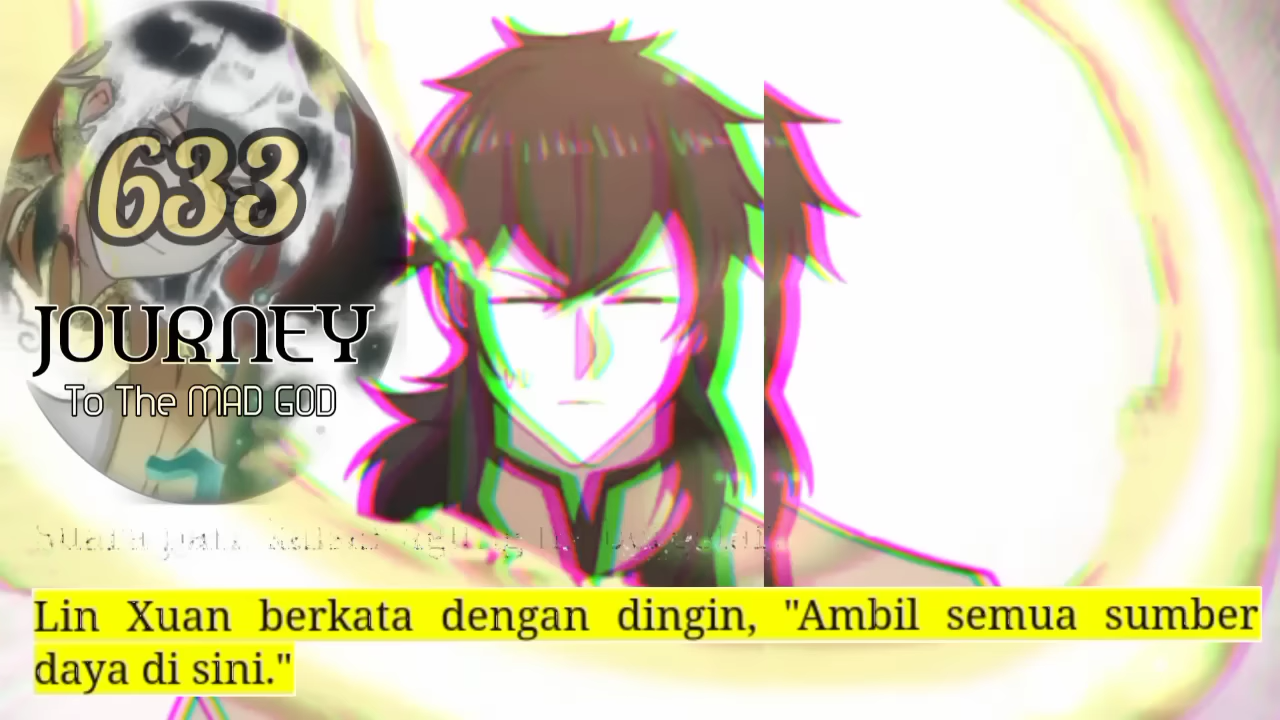 633
JOURNEY
To The MAD GOD
Lin Xuan berkata dengan dingin, "Ambil semua sumber
daya di sini."